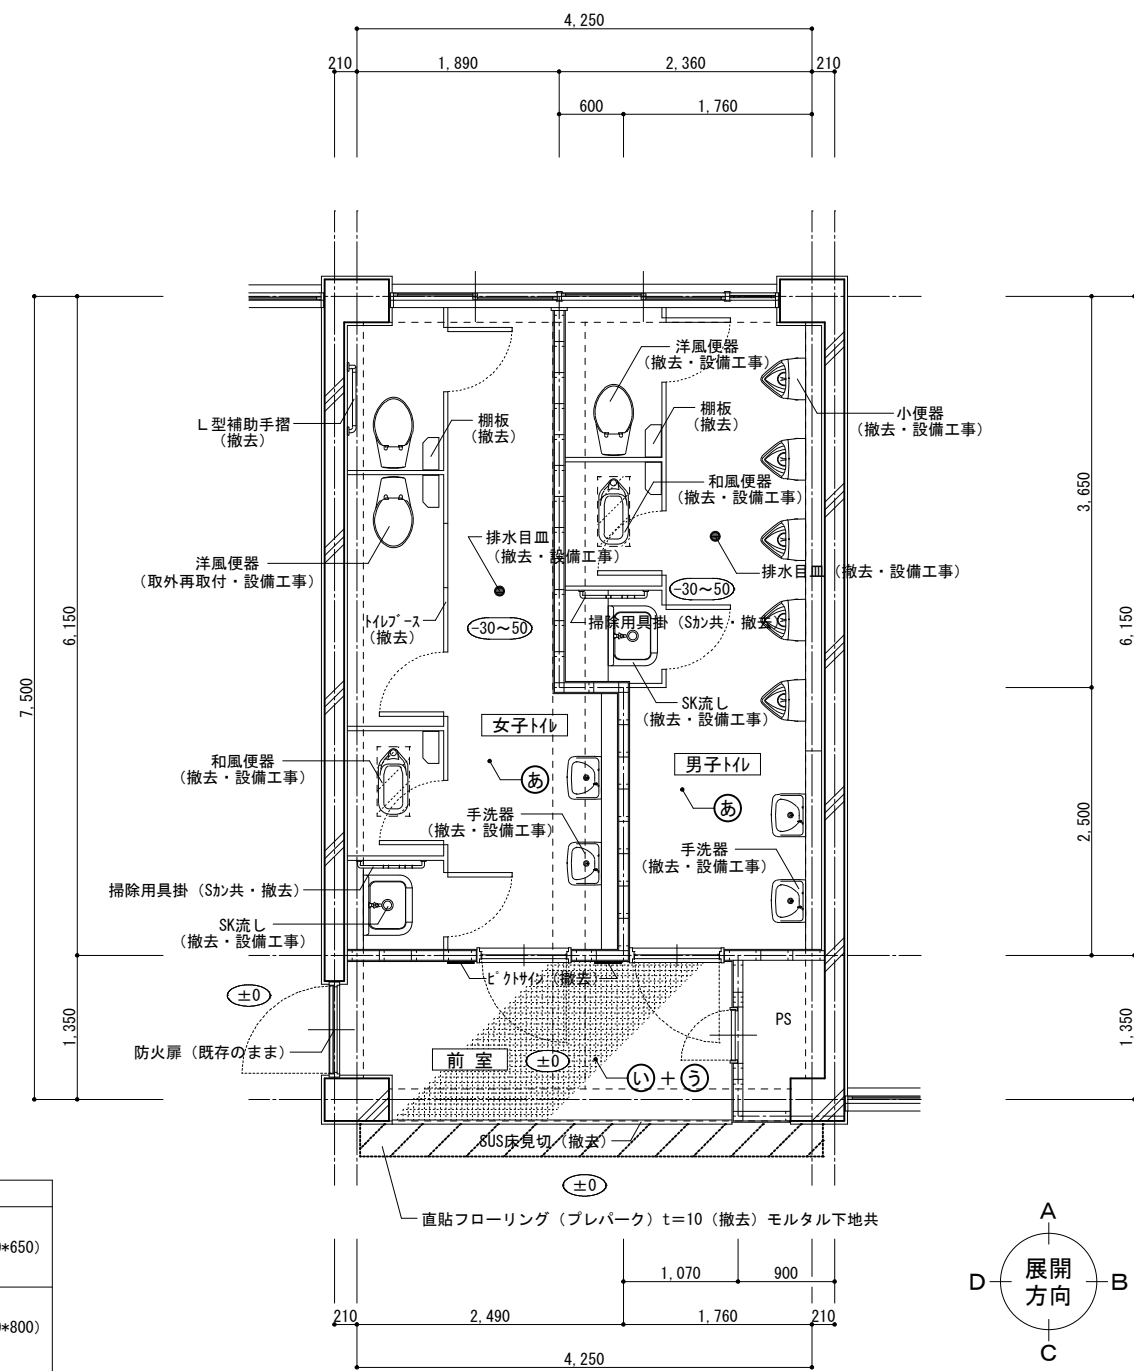 4,250
210
1,890
2,360
210
600
1,760
洋風便器
(撤去・設備工事)
L型補助手摺
(撤去)
棚板
(撤去)
棚板
(撤去)
小便器
(撤去・設備工事)
和風便器
(撤去・設備工事)
3,650
排水目皿
(撤去・設備工事)
洋風便器
(取外再取付・設備工事)
排水目皿(撤去・設備工事)
-30~50
トイレブース
(撤去)
-30~50
掃除用具掛(Sカン共・撤去)
6,150
6,150
7,500
SK流し
(撤去・設備工事)
女子トイレ
男子トイレ
和風便器
(撤去・設備工事)
あ
あ
手洗器
(撤去・設備工事)
2,500
手洗器
(撤去・設備工事)
掃除用具掛(Sカン共・撤去)
SK流し
(撤去・設備工事)
ピクトサイン(撤去)
±0
1,350
1,350
PS
防火扉(既存のまま)
前室
±0
い+う
SUS床見切(撤去)
±0
直貼フローリング(プレパーク)t=10(撤去)モルタル下地共
*650)
*800)
1,070
900
210
2,490
1,760
210
4,250
A
D
展開
方向
B
C